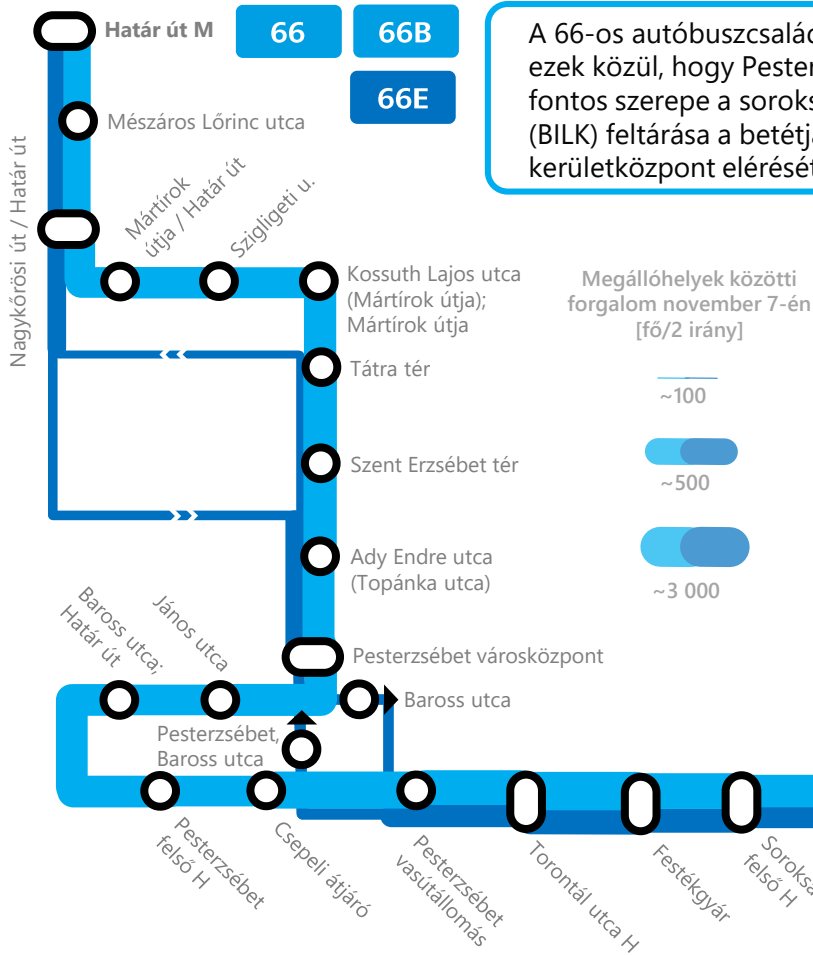 Határ út M
66
66B
66E
A 66-os autóbuszcsalád
ezek közül, hogy Pester
fontos szerepe a soroks
(BILK) feltárása a betétj
kerületközpont elérését
Mészáros Lőrinc utca
Nagykőrösi út / Határ út
Mártírok
útja / Határ út
Szigligeti u.
Kossuth Lajos utca
(Mártírok útja);
Mártírok útja
Megállóhelyek közötti
forgalom november 7-én
[fő/2 irány]
~100
~500
~3 000
Tátra tér
Szent Erzsébet tér
Ady Endre utca
(Topánka utca)
Pesterzsébet városközpont
Baross utca;
Határ út
János utca
Baross utca
Pesterzsébet,
Baross utca
Pesterzsébet
felső H
Csepeli átjáró
Pesterzsébet
vasútállomás
Torontál utca H
Festékgyár
Soroksá
felső H